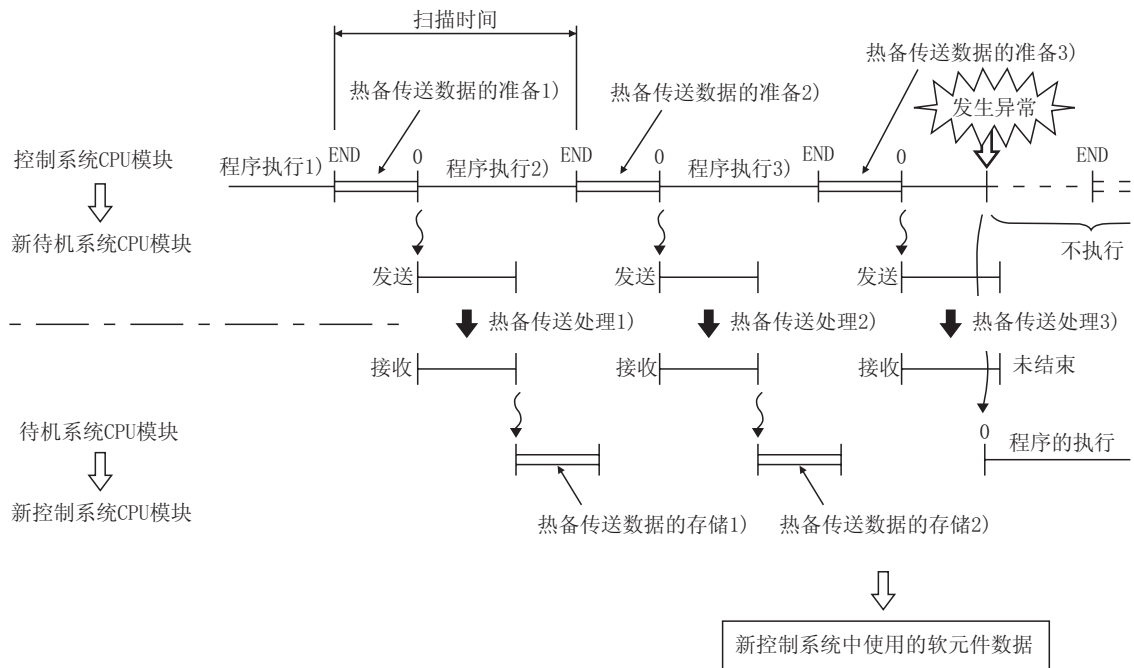 扫描时间
热备传送数据的准备3)
热备传送数据的准备1)
热备传送数据的准备2)
发生异常
控制系统CPU模块
程序执行1)
END
0
程序执行2)
END
0
程序执行3)
END
0
END
新待机系统CPU模块
不执行
发送
发送
发送
热备传送处理1)
热备传送处理2)
热备传送处理3)
接收
接收
接收
未结束
待机系统CPU模块
0
程序的执行
新控制系统CPU模块
热备传送数据的存储1)
热备传送数据的存储2)
新控制系统中使用的软元件数据